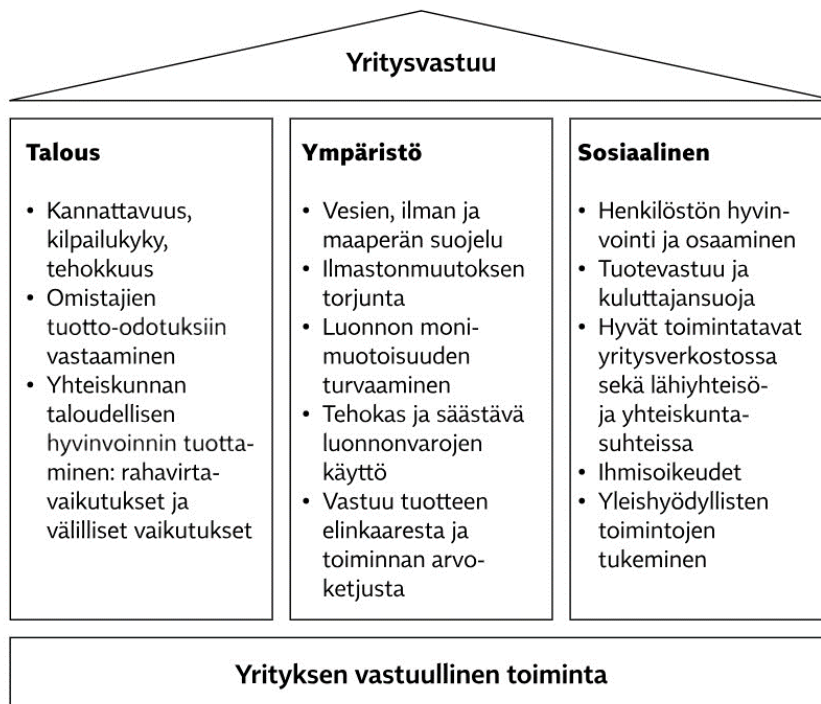 Yritysvastuu
Talous
• Kannattavuus,
kilpailukyky,
tehokkuus
• Omistajien
tuotto-odotuksiin
vastaaminen
• Yhteiskunnan
taloudellisen
hyvinvoinnin tuotta-
minen: rahavirta-
vaikutukset ja
välilliset vaikutukset
Ympäristö
• Vesien, ilman ja
maaperän suojelu
• Ilmastonmuutoksen
torjunta
• Luonnon moni-
muotoisuuden
turvaaminen
• Tehokas ja säästävä
luonnonvarojen
käyttö
• Vastuu tuotteen
elinkaaresta ja
toiminnan arvo-
ketjusta
Sosiaalinen
• Henkilöstön hyvin-
vointi ja osaaminen
• Tuotevastuu ja
kuluttajansuoja
• Hyvät toimintatavat
yritysverkostossa
sekä lähiyhteisö-
ja yhteiskunta-
suhteissa
• Ihmisoikeudet
• Yleishyödyllisten
toimintojen
tukeminen
Yrityksen vastuullinen toiminta